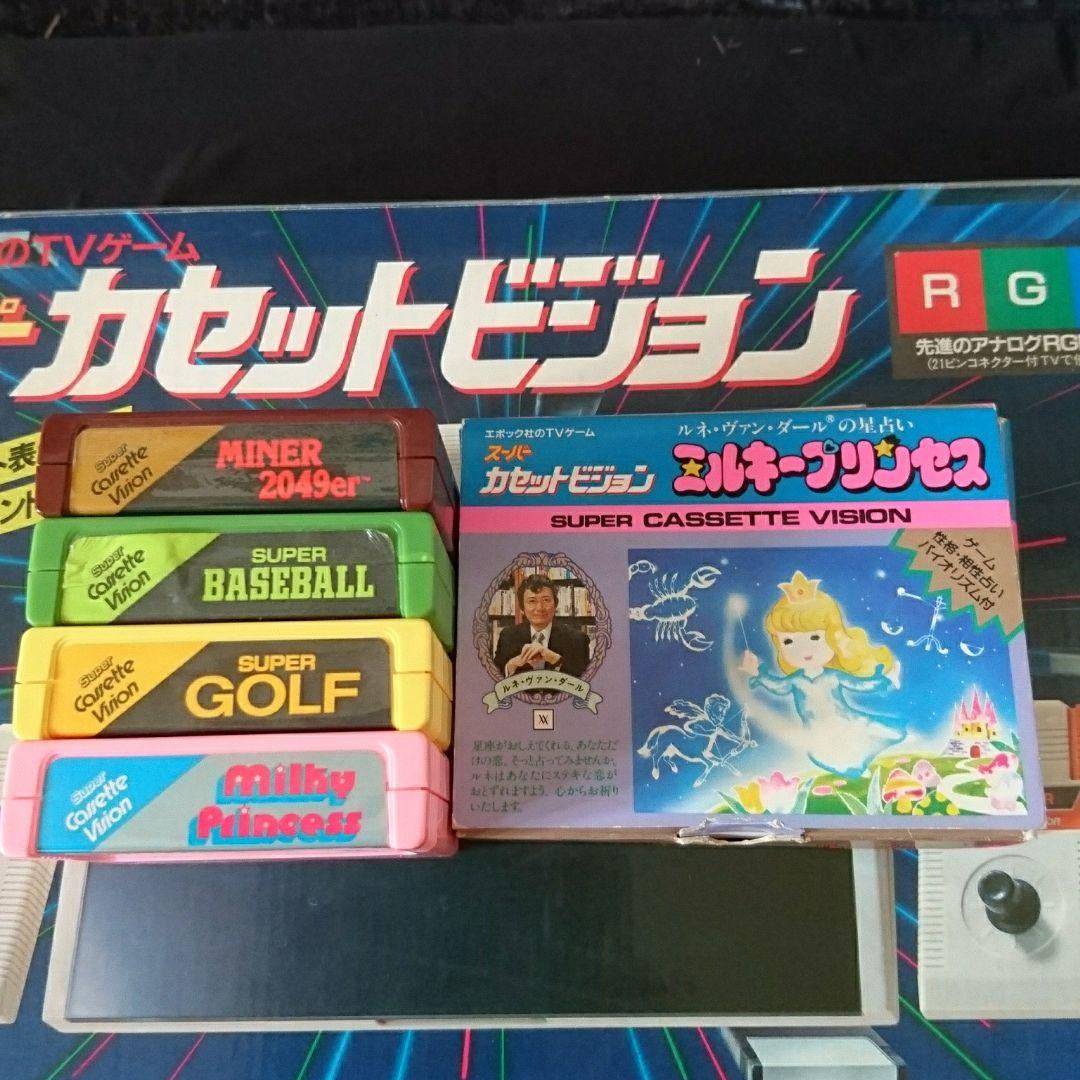 のTVゲーム
カセットビジョン
R G
先進のアナログRG
(21ピンコネクター付TVで
表
ント
Super
Cassette
Vision
MINER
2049er™
Super
Cassette
Vision
SUPER
BASEBALL
Super
Cassette
Vision
SUPER
GOLF
Super
Cassette
Vision
Milky
Princess
エポック社のTVゲーム
スーパー
カセットビジョン
ルネ・ヴァン・ダール®の星占い
ミルキープリンセス
SUPER CASSETTE VISION
ゲーム
性格・相性占い
バイオリズム付
ルネ・ヴァン・ダール
星座がおしえてくれる、あなただ
けの恋。そっと占ってみませんか。
ルネはあなたにステキな恋が
おとずれますよう、心からお祈り
いたします。